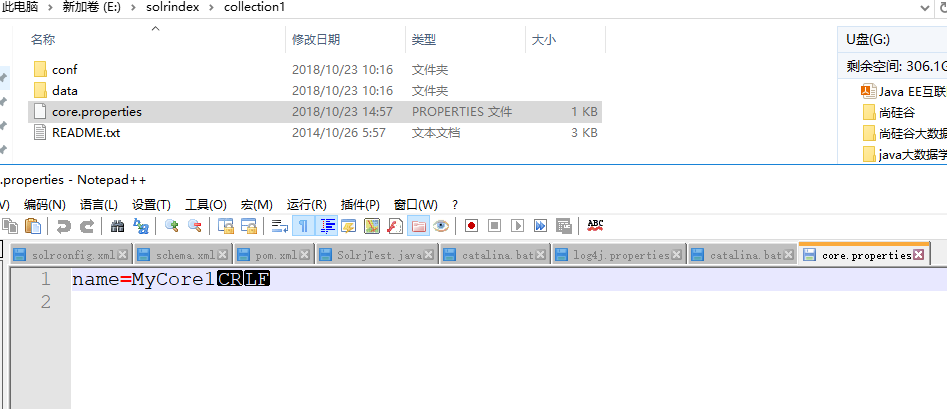 此电脑 › 新加卷 (E:) › solrindex › collection1
名称 修改日期 类型 大小
U盘(G:)
剩余空间: 306.1G
conf 2018/10/23 10:16 文件夹
data 2018/10/23 10:16 文件夹
core.properties 2018/10/23 14:57 PROPERTIES 文件 1 KB
README.txt 2014/10/26 5:57 文本文档 3 KB
Java EE互联
尚硅谷
尚硅谷大数据
java大数据学
.properties - Notepad++
V) 编码(N) 语言(L) 设置(T) 工具(O) 宏(M) 运行(R) 插件(P) 窗口(W) ?
ABC
solrconfig.xml schema.xml pom.xml SolrjTest.java catalina.bat log4j.properties catalina.bat core.properties
1 name=MyCore1CRLF
2